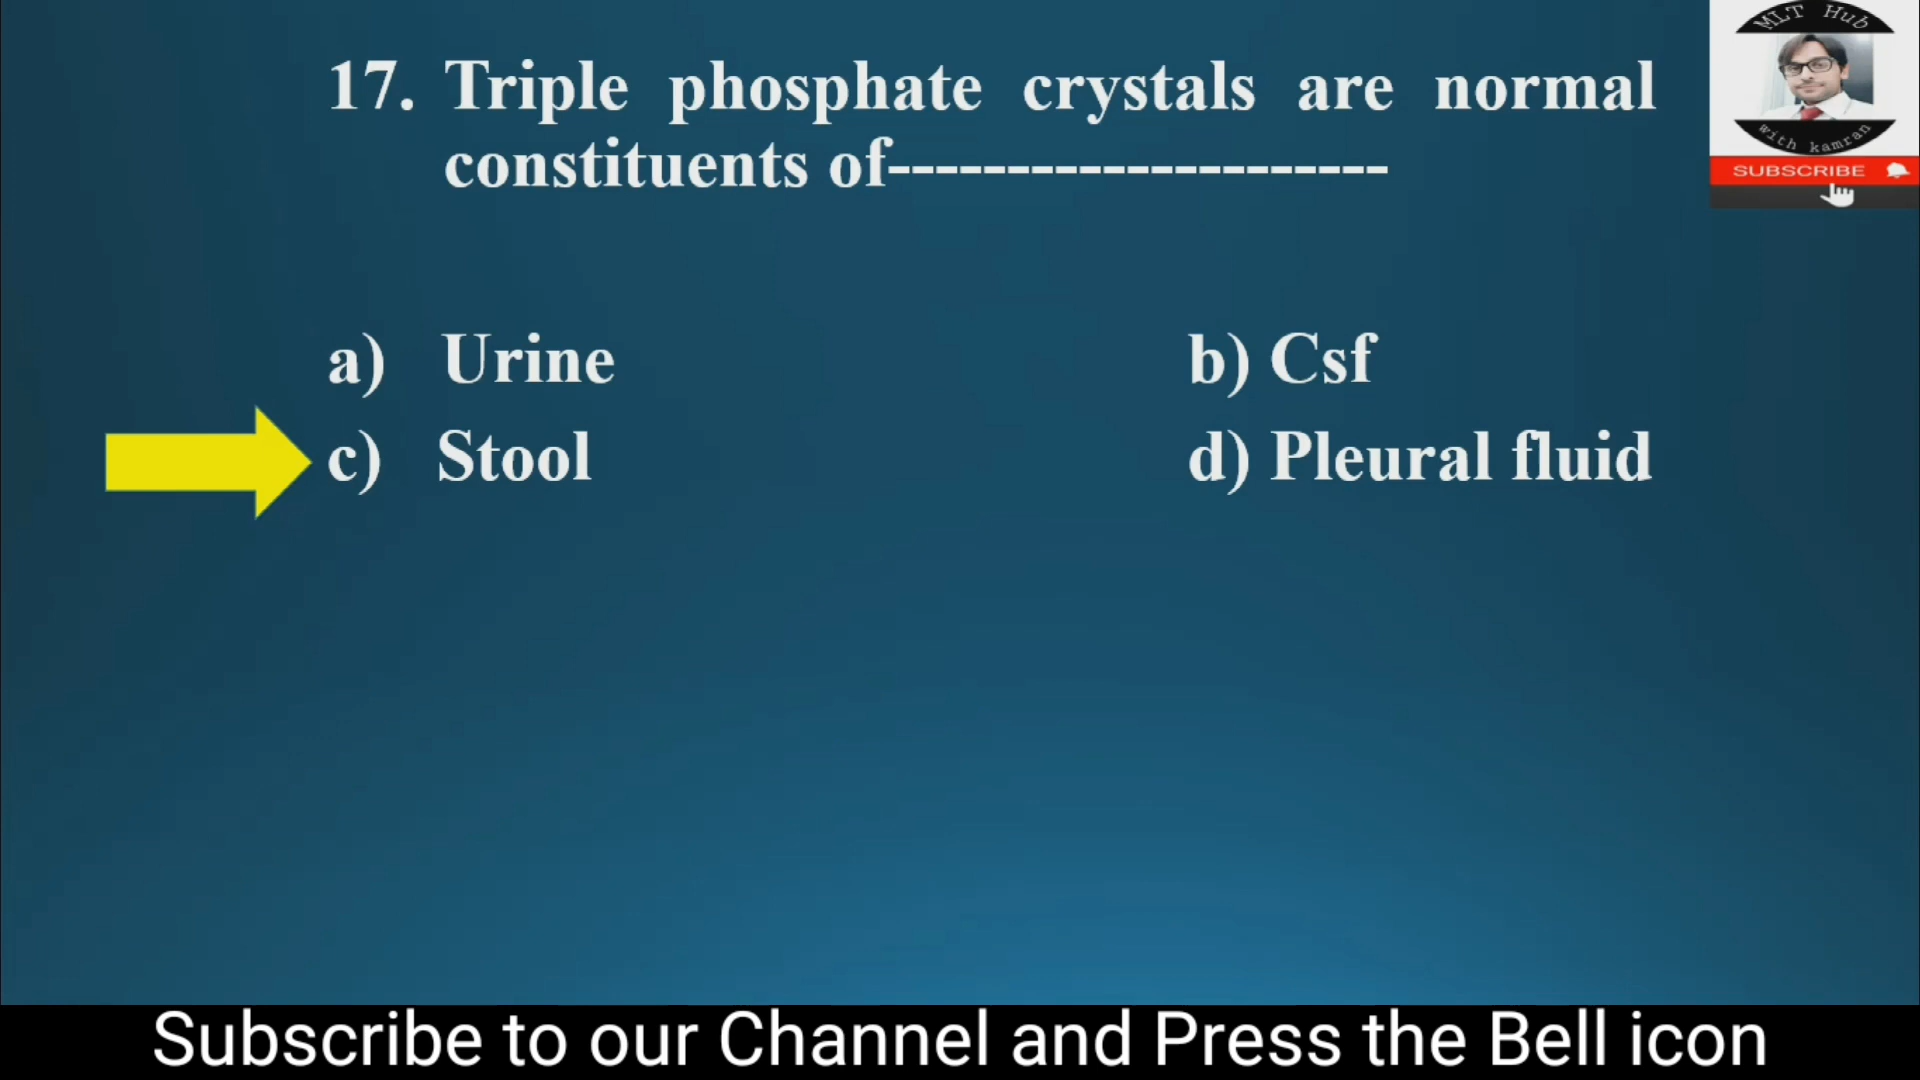 17. Triple phosphate crystals are normal
constituents of---------------------
a) Urine
b) Csf
c) Stool
d) Pleural fluid
MLT Hub
with kamran
SUBSCRIBE
Subscribe to our Channel and Press the Bell icon